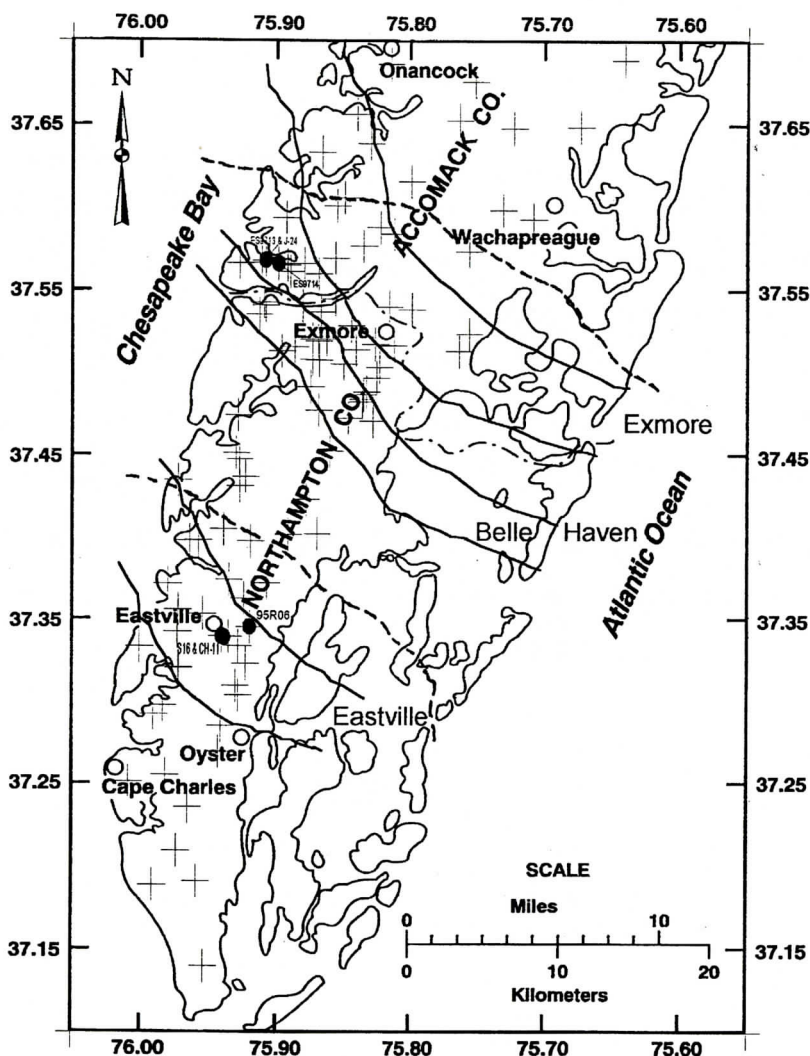 76.00 75.90 75.80 75.70 75.60
N
Onancock
37.65 37.65
ACCOMACK CO.
Chesapeake Bay
Wachapreague
ES9714
37.55 37.55
Exmore
Exmore
NORTHAMPTON CO
37.45 37.45
Belle Haven
Atlantic Ocean
95R06
37.35 37.35
Eastville
S16 & CH-11
Eastville
Oyster
37.25 37.25
Cape Charles
SCALE
Miles
0 10
37.15 37.15
0 10 20
Kilometers
76.00 75.90 75.80 75.70 75.60